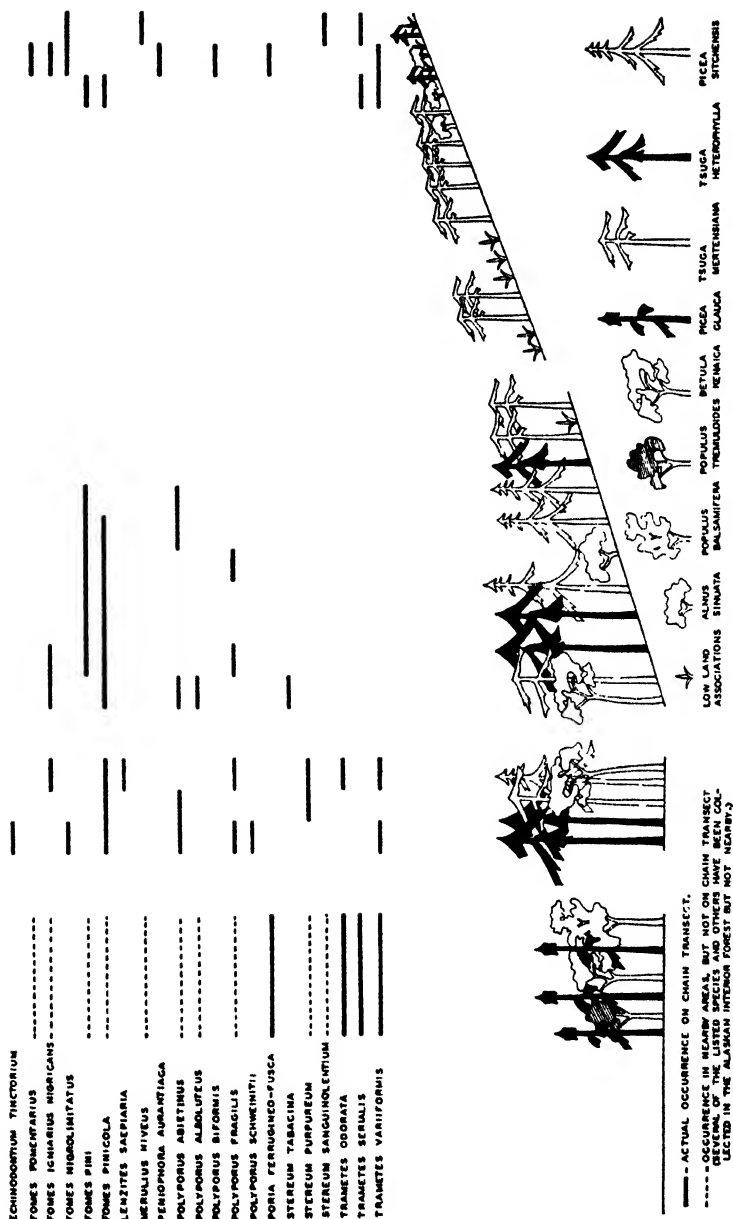 ECHINODONTIUM TINCTORIUM
FOMES FOMENTARIUS
FOMES IGNIARIUS NIGRICANS
FOMES NIGROLIMITATUS
FOMES PINI
FOMES PINICOLA
LENZITES SAEPIARIA
MERULIUS NIVEUS
PENIOPHORA AURANTIAGA
POLYPORUS ABIETINUS
POLYPORUS ALBOLUTEUS
POLYPORUS BIFORMIS
POLYPORUS FRAGILIS
POLYPORUS SCHWEINITII
PORIA FERRUGINEO-FUSCA
STEREUM TABACINA
STEREUM PURPUREUM
STEREUM SANGUINOLENTIUM
TRAMETES ODORATA
TRAMETES SERIALIS
TRAMETES VARIIFORMIS
LOW LAND
ASSOCIATIONS
ALNUS
SINUATA
POPULUS
BALSAMIFERA
POPULUS
TREMULOIDES
BETULA
KENAICA
PICEA
GLAUCA
TSUGA
MERTENSIANA
TSUGA
HETEROPHYLLA
PICEA
SITCHENSIS
- ACTUAL OCCURRENCE ON CHAIN TRANSECT.
- OCCURRENCE IN NEARBY AREAS, BUT NOT ON CHAIN TRANSECT
(SEVERAL OF THE LISTED SPECIES AND OTHERS HAVE BEEN COL-
LECTED IN THE ALASKAN INTERIOR FOREST BUT NOT NEARBY.)